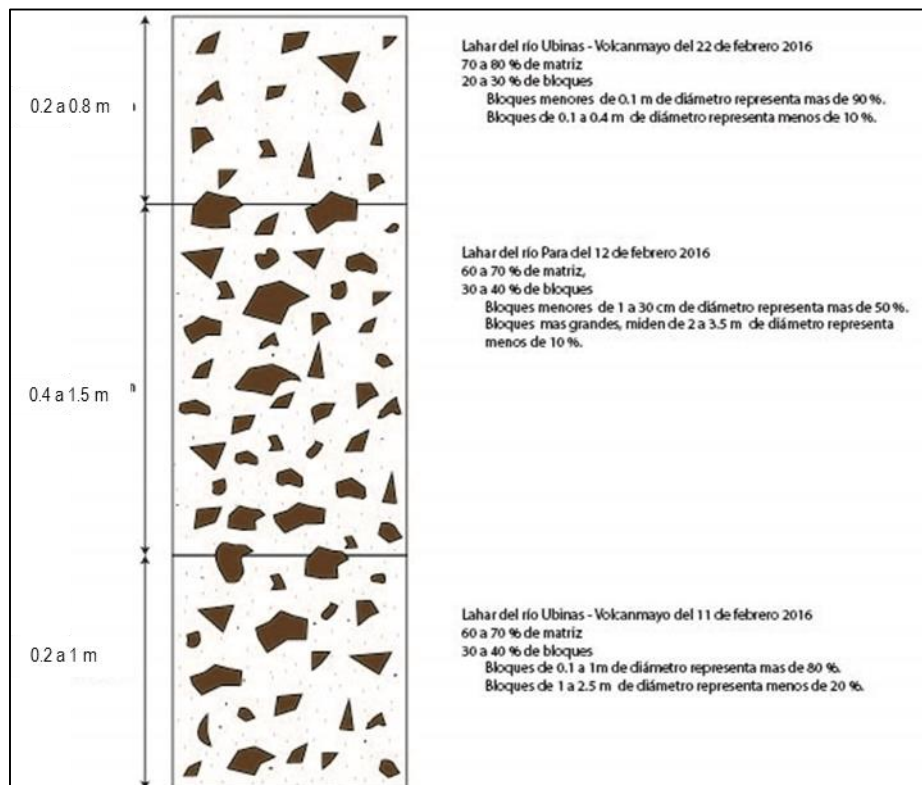 0.2 a 0.8 m
Lahar del río Ubinas - Volcanmayo del 22 de febrero 2016
70 a 80 % de matriz
20 a 30 % de bloques
Bloques menores de 0.1 m de diámetro representa mas de 90 %.
Bloques de 0.1 a 0.4 m de diámetro representa menos de 10 %.
0.4 a 1.5 m
Lahar del río Para del 12 de febrero 2016
60 a 70 % de matriz,
30 a 40 % de bloques
Bloques menores de 1 a 30 cm de diámetro representa mas de 50 %.
Bloques mas grandes, miden de 2 a 3.5 m de diámetro representa
menos de 10 %.
0.2 a 1 m
Lahar del río Ubinas - Volcanmayo del 11 de febrero 2016
60 a 70 % de matriz
30 a 40 % de bloques
Bloques de 0.1 a 1m de diámetro representa mas de 80 %.
Bloques de 1 a 2.5 m de diámetro representa menos de 20 %.